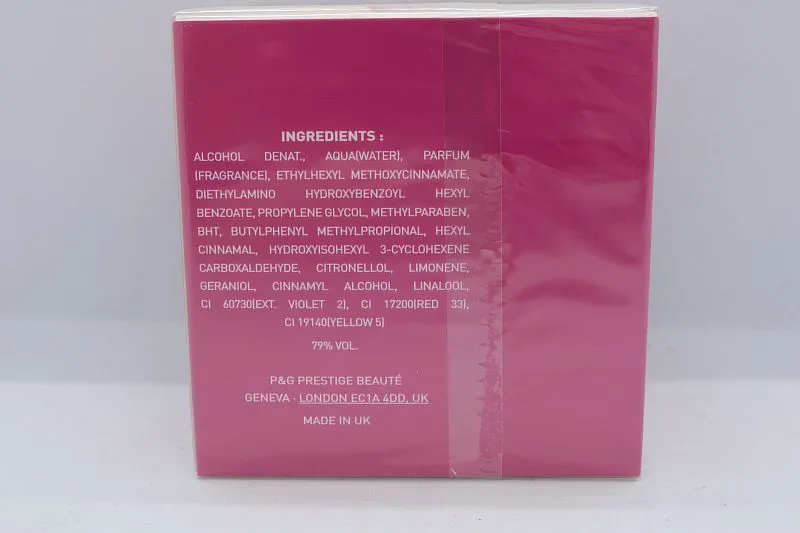 INGREDIENTS :
ALCOHOL DENAT., AQUA(WATER), PARFUM
(FRAGRANCE), ETHYLHEXYL METHOXYCINNAMATE,
DIETHYLAMINO HYDROXYBENZOYL HEXYL
BENZOATE, PROPYLENE GLYCOL, METHYLPARABEN,
BHT, BUTYLPHENYL METHYLPROPIONAL, HEXYL
CINNAMAL, HYDROXYISOHEXYL 3-CYCLOHEXENE
CARBOXALDEHYDE, CITRONELLOL, LIMONENE,
GERANIOL, CINNAMYL ALCOHOL, LINALOOL,
CI 60730(EXT. VIOLET 2), CI 17200(RED 33),
CI 19140(YELLOW 5)
79% VOL.
P&G PRESTIGE BEAUTÉ
GENEVA - LONDON EC1A 4DD, UK
MADE IN UK